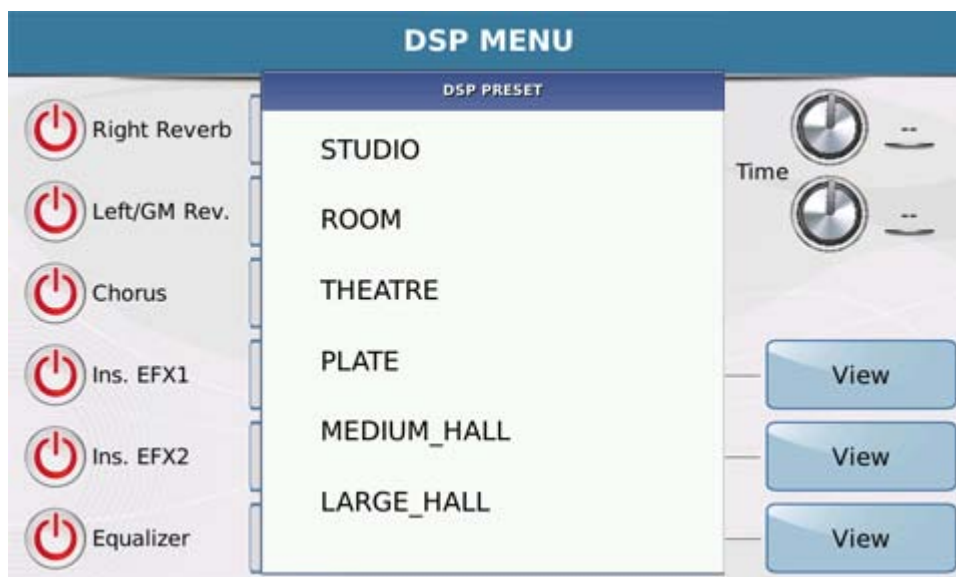 DSP MENU
DSP PRESET
Right Reverb
Left/GM Rev.
Chorus
Ins. EFX1
Ins. EFX2
Equalizer
STUDIO
ROOM
THEATRE
PLATE
MEDIUM_HALL
LARGE_HALL
Time
--
--
View
View
View